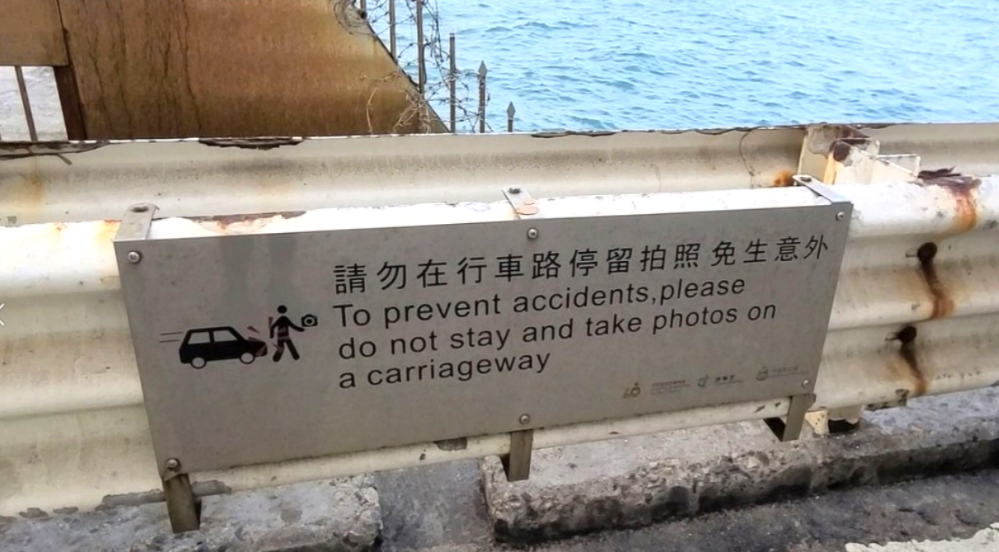 請勿在行車路停留拍照 免生意外
To prevent accidents,please
do not stay and take photos on
a carriageway